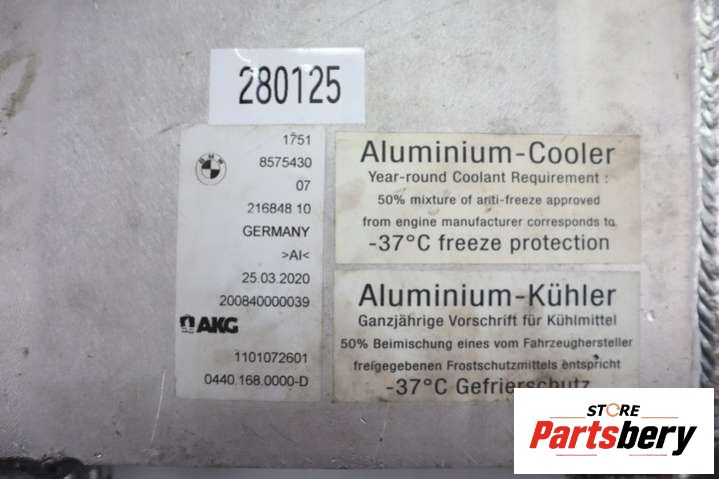 280125
BMW
1751
8575430
07
216848 10
GERMANY
>Al<
25.03.2020
200840000039
AKG
1101072601
0440.168.0000-D
Aluminium-Cooler
Year-round Coolant Requirement :
50% mixture of anti-freeze approved
from engine manufacturer corresponds to
-37°C freeze protection
Aluminium-Kühler
Ganzjährige Vorschrift für Kühlmittel
50% Beimischung eines vom Fahrzeughersteller
freigegebenen Frostschutzmittels entspricht
-37°C Gefrierschutz
STORE
Partsbery